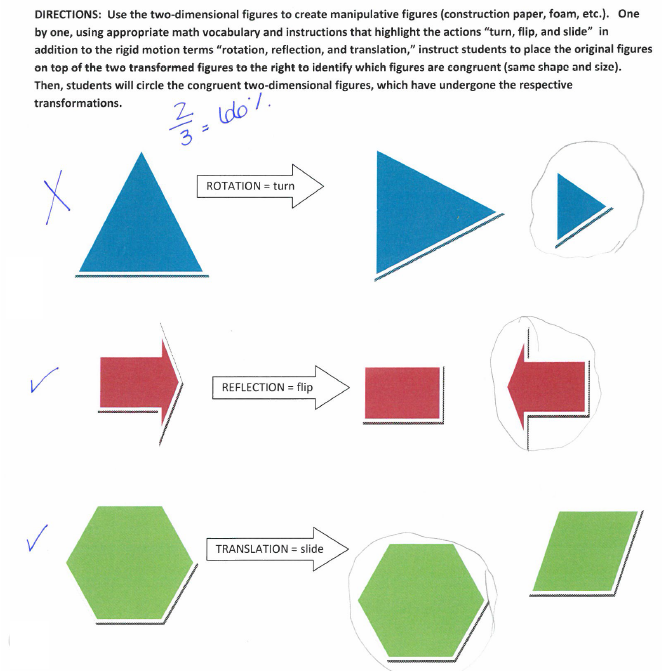 DIRECTIONS: Use the two-dimensional figures to create manipulative figures (construction paper, foam, etc.). One
by one, using appropriate math vocabulary and instructions that highlight the actions “turn, flip, and slide” in
addition to the rigid motion terms “rotation, reflection, and translation,” instruct students to place the original figures
on top of the two transformed figures to the right to identify which figures are congruent (same shape and size).
Then, students will circle the congruent two-dimensional figures, which have undergone the respective
transformations.
2/3 = 66%
ROTATION = turn
REFLECTION = flip
TRANSLATION = slide